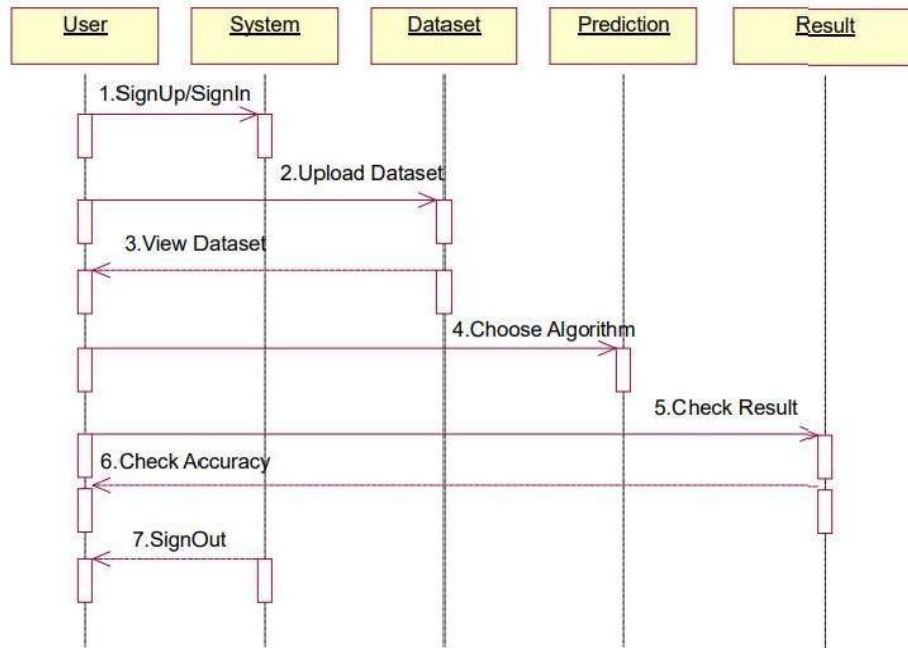 User
System
Dataset
Prediction
Result
1.SignUp/SignIn
2.Upload Dataset
3.View Dataset
4.Choose Algorithm
5.Check Result
6.Check Accuracy
7.SignOut